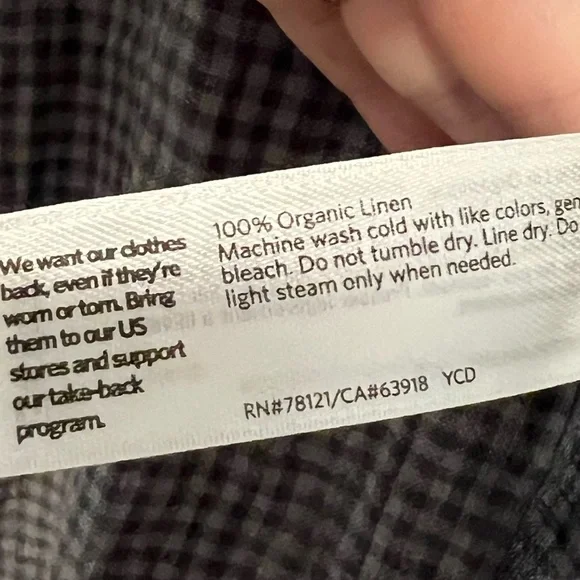 We want our clothes
back, even if they're
worn or torn. Bring
them to our US
stores and support
our take-back
program.
100% Organic Linen
Machine wash cold with like colors,
bleach. Do not tumble dry. Line dry. Do
light steam only when needed.
RN#78121/CA#63918 YCD